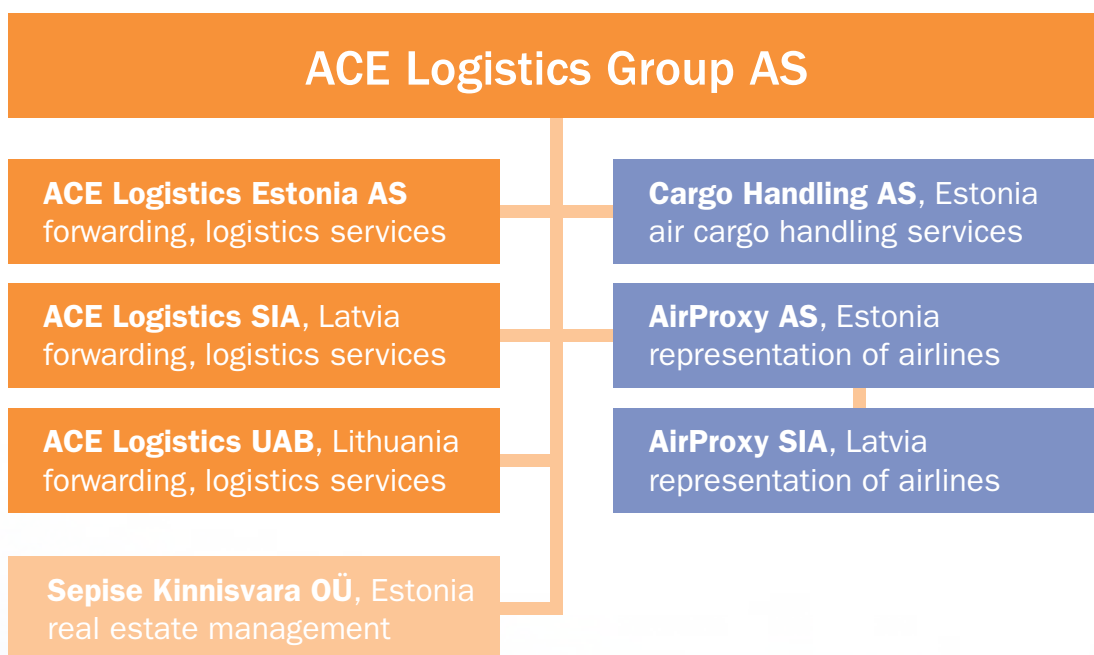 ACE Logistics Group AS
ACE Logistics Estonia AS
forwarding, logistics services
ACE Logistics SIA, Latvia
forwarding, logistics services
ACE Logistics UAB, Lithuania
forwarding, logistics services
Sepise Kinnisvara OÜ, Estonia
real estate management
Cargo Handling AS, Estonia
air cargo handling services
AirProxy AS, Estonia
representation of airlines
AirProxy SIA, Latvia
representation of airlines